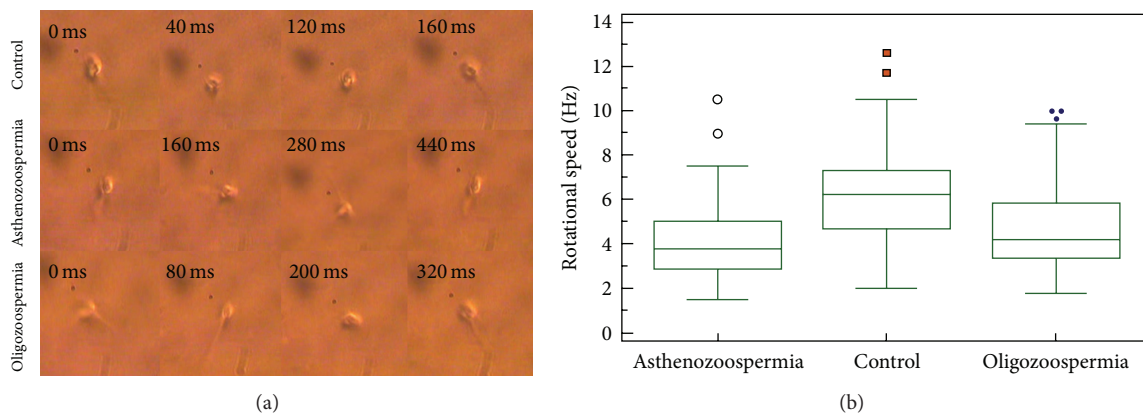 Control
0 ms 40 ms 120 ms 160 ms
Asthenozoospermia
0 ms 160 ms 280 ms 440 ms
Oligozoospermia
0 ms 80 ms 200 ms 320 ms
(a)
Rotational speed (Hz)
14
12
10
8
6
4
2
0
Asthenozoospermia Control Oligozoospermia
(b)